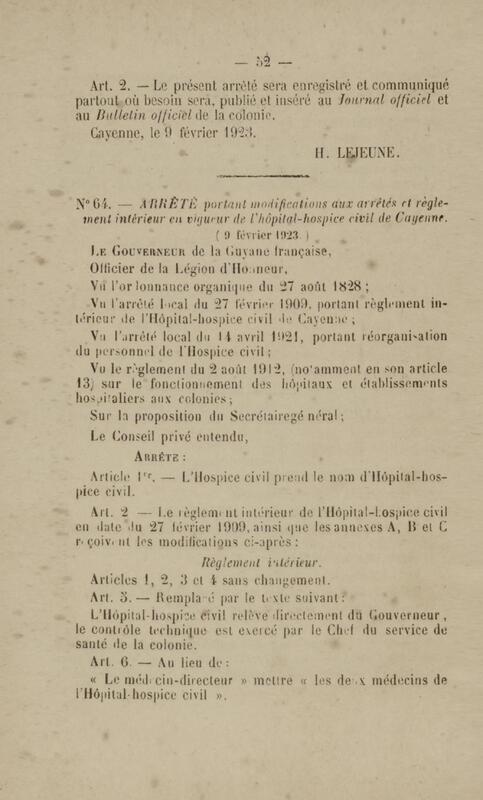 — 52 —
Art. 2. — Le présent arrêté sera enregistré et communiqué
partout où besoin sera, publié et inséré au Journal officiel et
au Bulletin officiel de la colonie.
Cayenne, le 9 février 1923.
H. LEJEUNE.
N° 64. — ARRÊTÉ portant modifications aux arrêtés et règle-
ment intérieur en vigueur de l'hôpital-hospice civil de Cayenne.
( 9 février 1923. )
LE GOUVERNEUR de la Guyane française,
Officier de la Légion d'Honneur,
Vu l'ordonnance organique du 27 août 1828 ;
Vu l'arrêté local du 27 février 1909, portant règlement in-
térieur de l'Hôpital-hospice civil de Cayenne ;
Vu l'arrêté local du 14 avril 1921, portant réorganisation
du personnel de l'Hospice civil ;
Vu le règlement du 2 août 1912, (notamment en son article
13) sur le fonctionnement des hôpitaux et établissements
hospitaliers aux colonies ;
Sur la proposition du Secrétairegé néral ;
Le Conseil privé entendu,
ARRÊTE :
Article 1er. — L'Hospice civil prend le nom d'Hôpital-hos-
pice civil.
Art. 2 — Le règlement intérieur de l'Hôpital-hospice civil
en date du 27 février 1909, ainsi que les annexes A, B et C
reçoivent les modifications ci-après :
Règlement intérieur.
Articles 1, 2, 3 et 4 sans changement.
Art. 5. — Remplacé par le texte suivant :
L'Hôpital-hospice civil relève directement du Gouverneur,
le contrôle technique est exercé par le Chef du service de
santé de la colonie.
Art. 6. — Au lieu de :
« Le médecin-directeur » mettre « les deux médecins de
l'Hôpital-hospice civil ».